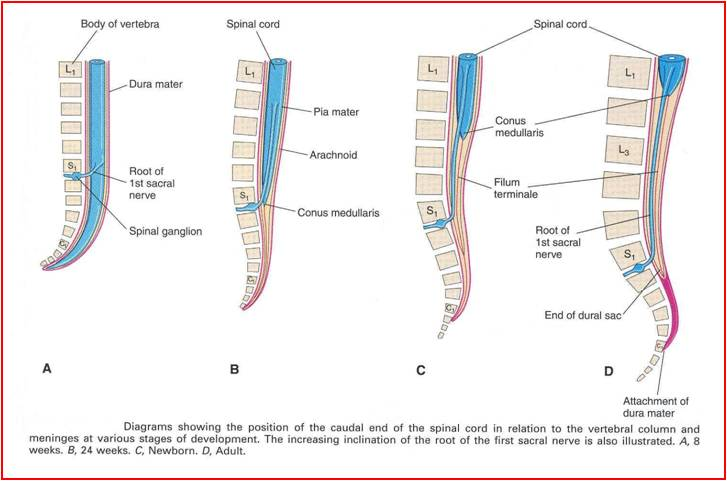 Body of vertebra
Spinal cord
Spinal cord
L1
Dura mater
S1
Root of
1st sacral
nerve
Spinal ganglion
A
L1
Pia mater
Arachnoid
S1
Conus medullaris
B
L1
Conus
medullaris
Filum
terminale
S1
C1
C
L1
L3
Root of
1st sacral
nerve
S1
End of dural sac
D
Attachment of
dura mater
Diagrams showing the position of the caudal end of the spinal cord in relation to the vertebral column and
meninges at various stages of development. The increasing inclination of the root of the first sacral nerve is also illustrated. A, 8
weeks. B, 24 weeks. C, Newborn. D, Adult.